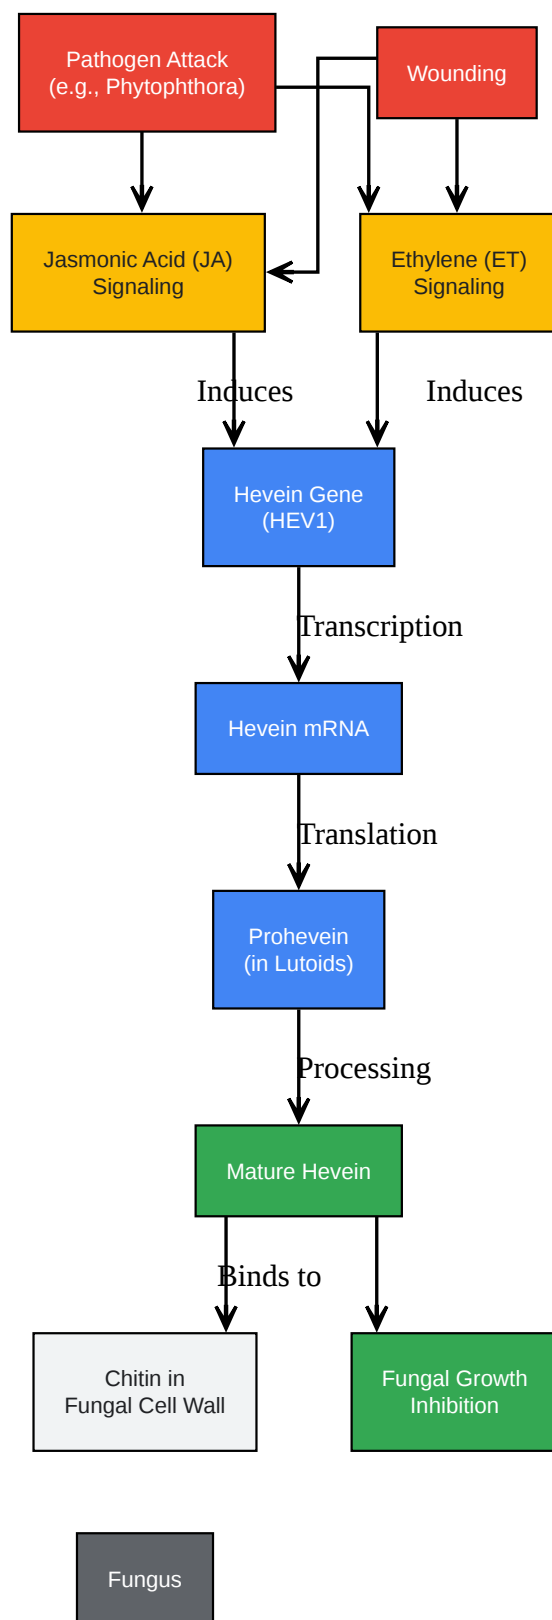 Pathogen Attack
(e.g., Phytophthora)
Wounding
Jasmonic Acid (JA)
Signaling
Ethylene (ET)
Signaling
Induces
Induces
Hevein Gene
(HEV1)
Transcription
Hevein mRNA
Translation
Prohevein
(in Lutoids)
Processing
Mature Hevein
Binds to
Chitin in
Fungal Cell Wall
Fungal Growth
Inhibition
Fungus